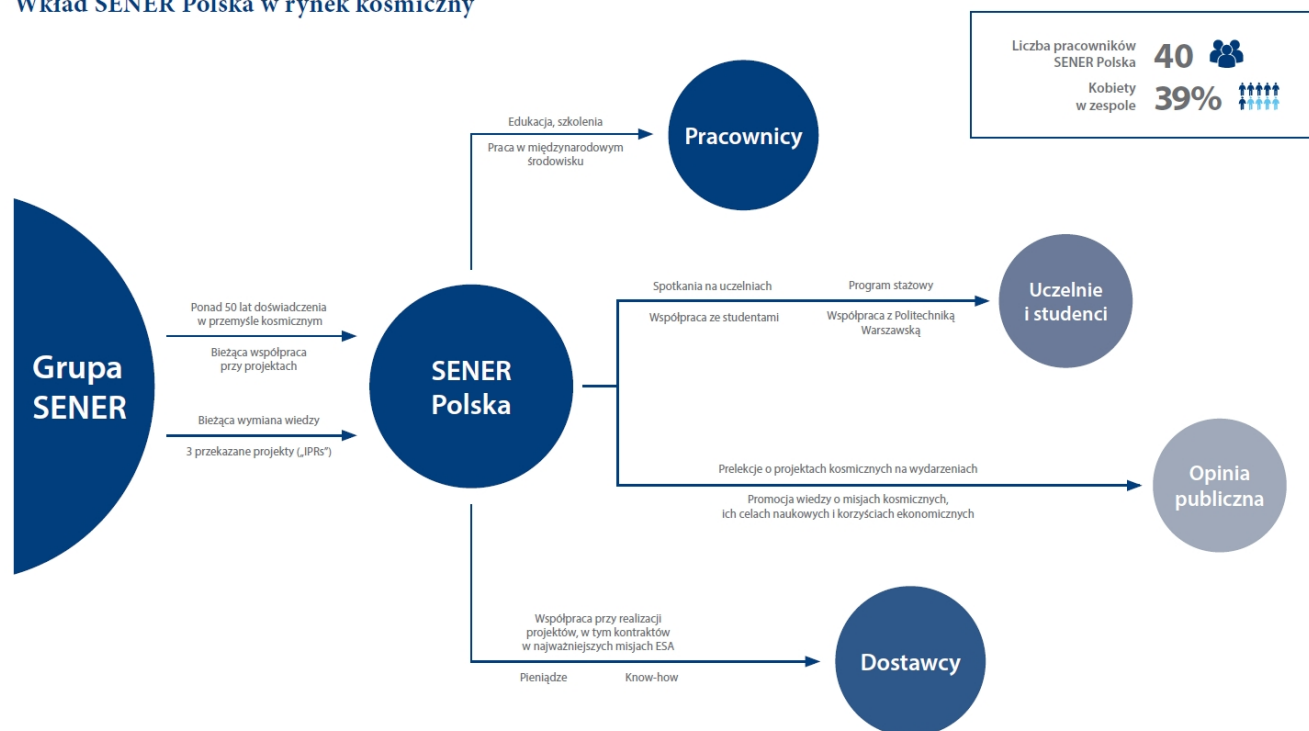 Wkład SENER Polska w rynek kosmiczny
Liczba pracowników
SENER Polska
40
Kobiety
w zespole
39%
Edukacja, szkolenia
Praca w międzynarodowym
środowisku
Pracownicy
Grupa
SENER
Ponad 50 lat doświadczenia
w przemyśle kosmicznym
Bieżąca współpraca
przy projektach
Bieżąca wymiana wiedzy
3 przekazane projekty („IPRs”)
SENER
Polska
Spotkania na uczelniach
Program stażowy
Współpraca ze studentami
Współpraca z Politechniką
Warszawską
Uczelnie
i studenci
Prelekcje o projektach kosmicznych na wydarzeniach
Promocja wiedzy o misjach kosmicznych,
ich celach naukowych i korzyściach ekonomicznych
Opinia
publiczna
Współpraca przy realizacji
projektów, w tym kontraktów
w najważniejszych misjach ESA
Pieniądze
Know-how
Dostawcy